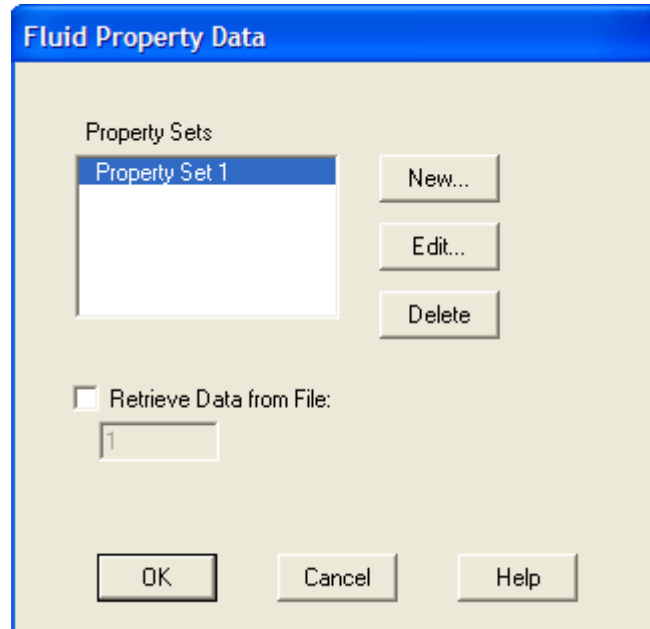 Fluid Property Data
Property Sets
Property Set 1
New...
Edit...
Delete
Retrieve Data from File:
1
OK
Cancel
Help